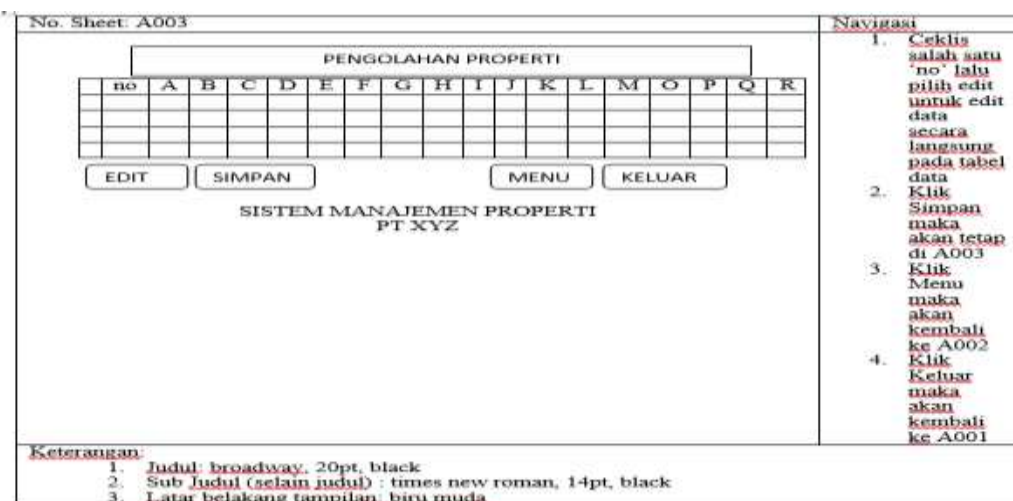 No. Sheet: A003
PENGOLAHAN PROPERTI
no A B C D E F G H I J K L M O P Q R
EDIT SIMPAN MENU KELUAR
SISTEM MANAJEMEN PROPERTI
PT XYZ
Navigasi
1. Ceklis
salah satu
'no' lalu
pilih edit
untuk edit
data
secara
langsung
pada tabel
data
2. Klik
Simpan
maka
akan tetap
di A003
3. Klik
Menu
maka
akan
kembali
ke A002
4. Klik
Keluar
maka
akan
kembali
ke A001
Keterangan:
1. Judul: broadway, 20pt, black
2. Sub Judul (selain judul) : times new roman, 14pt, black
3. Latar belakang tampilan: biru muda